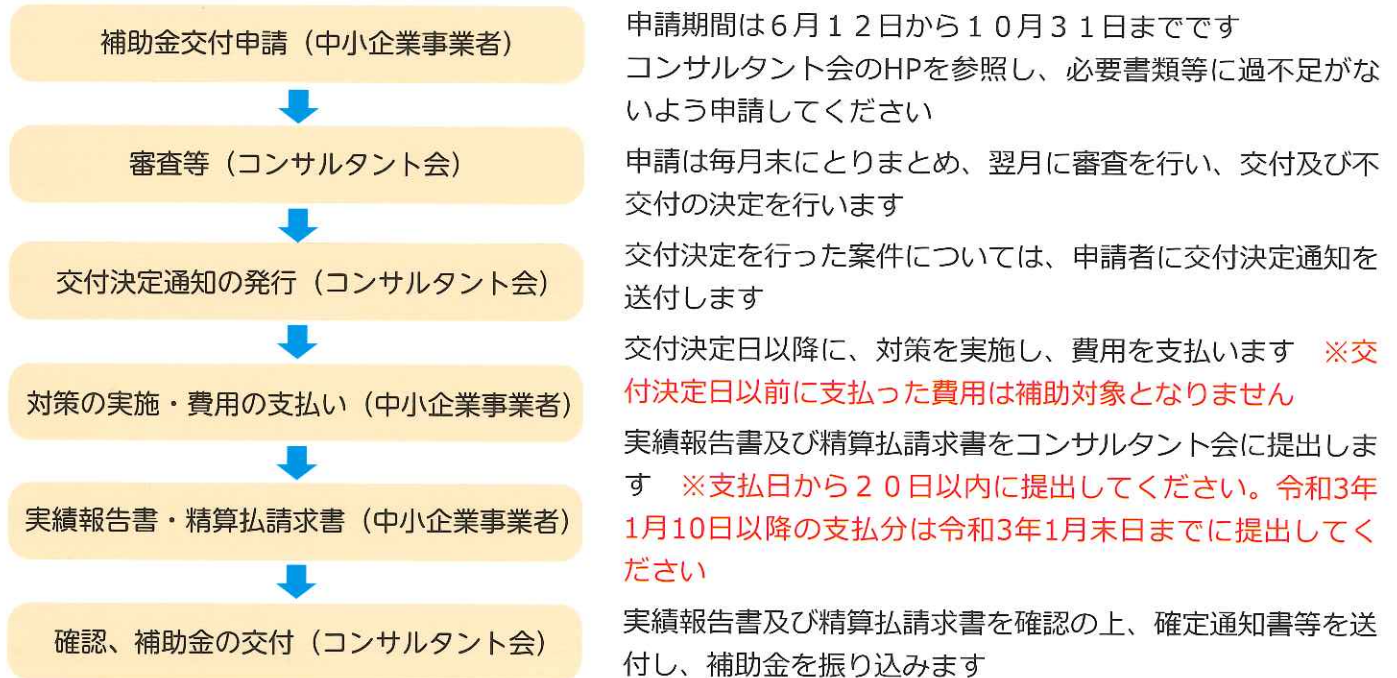 補助金交付申請（中小企業事業者）
申請期間は６月１２日から１０月３１日までです
コンサルタント会のHPを参照し、必要書類等に過不足がな
いよう申請してください
審査等（コンサルタント会）
申請は毎月末にとりまとめ、翌月に審査を行い、交付及び不
交付の決定を行います
交付決定通知の発行（コンサルタント会）
交付決定を行った案件については、申請者に交付決定通知を
送付します
対策の実施・費用の支払い（中小企業事業者）
交付決定日以降に、対策を実施し、費用を支払います　※交
付決定日以前に支払った費用は補助対象となりません
実績報告書・精算払請求書（中小企業事業者）
実績報告書及び精算払請求書をコンサルタント会に提出しま
す　※支払日から２０日以内に提出してください。令和3年
1月10日以降の支払分は令和3年1月末日までに提出してく
ださい
確認、補助金の交付（コンサルタント会）
実績報告書及び精算払請求書を確認の上、確定通知書等を送
付し、補助金を振り込みます